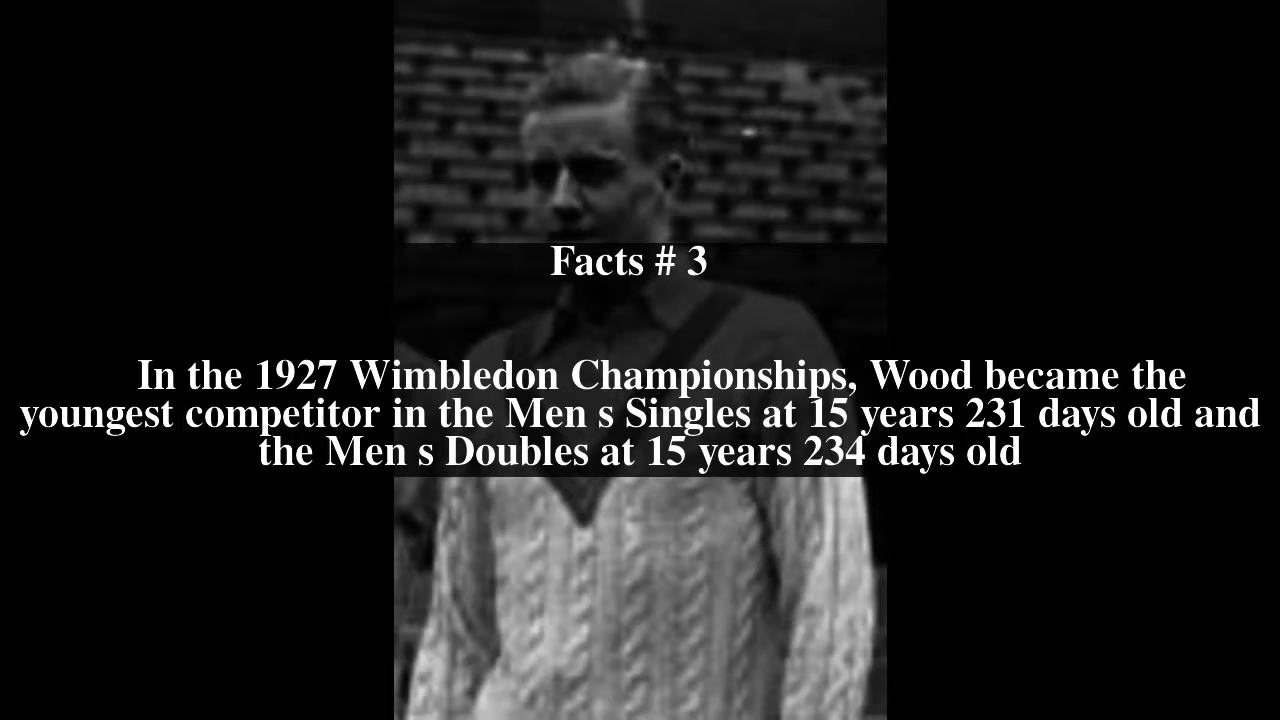 Facts # 3
In the 1927 Wimbledon Championships, Wood became the
youngest competitor in the Men s Singles at 15 years 231 days old and
the Men s Doubles at 15 years 234 days old